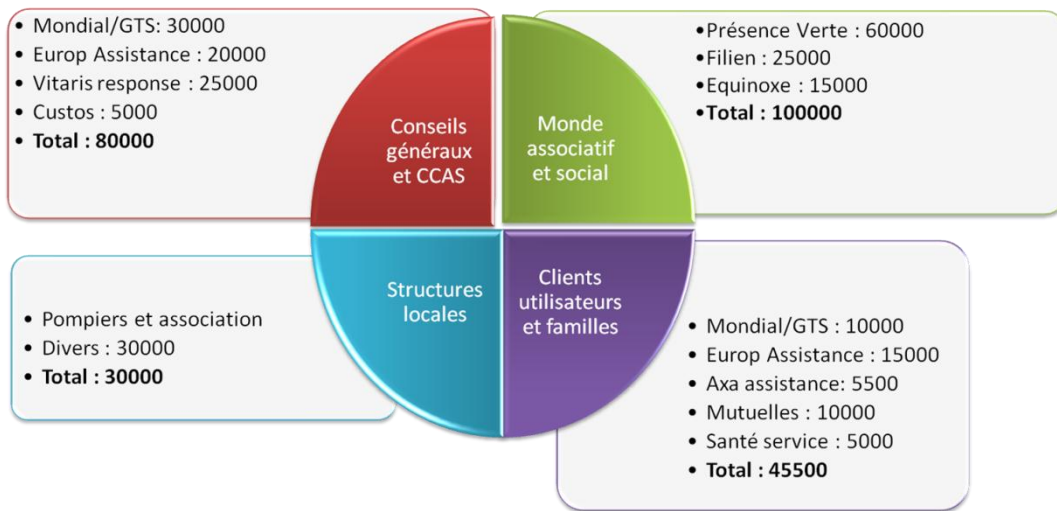 • Mondial/GTS: 30000
• Europ Assistance : 20000
• Vitaris response : 25000
• Custos : 5000
• Total : 80000
•Présence Verte : 60000
•Filien : 25000
•Equinoxe : 15000
•Total : 100000
Conseils
généraux
et CCAS
Monde
associatif
et social
Structures
locales
Clients
utilisateurs
et familles
• Pompiers et association
• Divers : 30000
• Total : 30000
• Mondial/GTS : 10000
• Europ Assistance : 15000
• Axa assistance: 5500
• Mutuelles : 10000
• Santé service : 5000
• Total : 45500